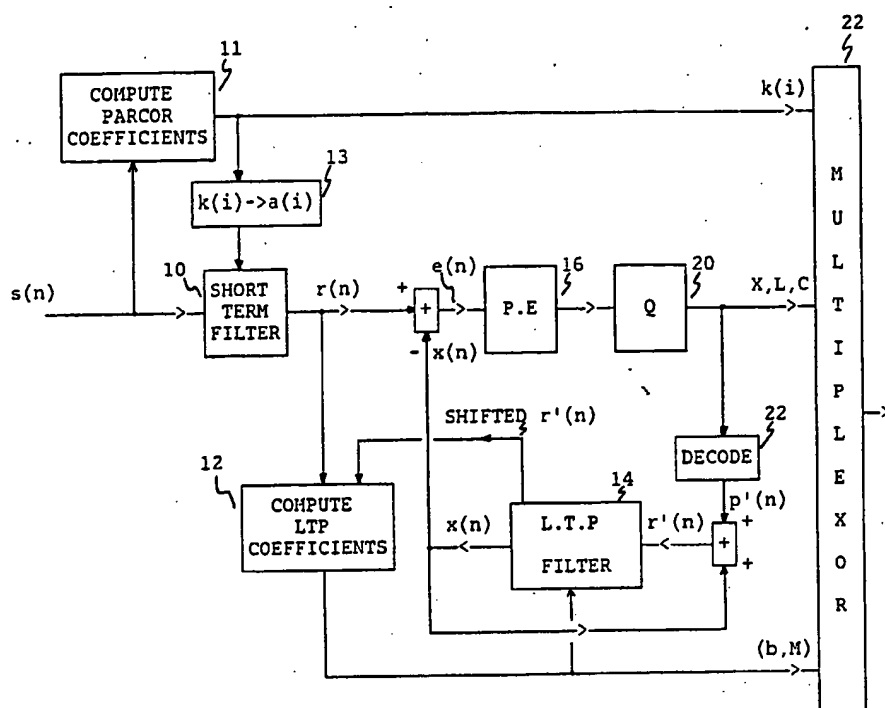 22
11
COMPUTE
PARCOR
COEFFICIENTS
k(i)
13
k(i)->a(i)
10
s(n)
SHORT
TERM
FILTER
r(n)
+
+
-
e(n)
16
P.E
20
Q
X,L,C
x(n)
SHIFTED r'(n)
22
DECODE
p'(n)
12
COMPUTE
LTP
COEFFICIENTS
x(n)
14
L.T.P
FILTER
r'(n)
+
+
+
(b,M)
M
U
L
T
I
P
L
E
X
O
R